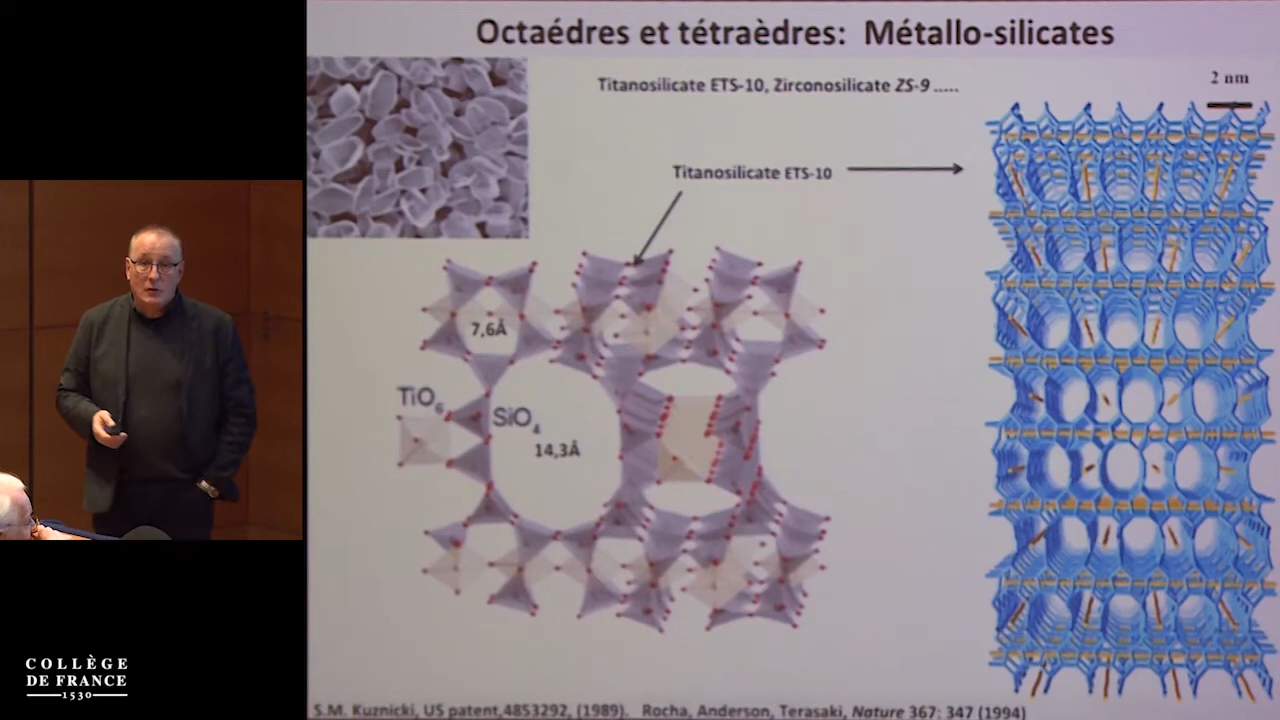 Octaédres et tétraèdres: Métallo-silicates
Titanosilicate ETS-10, Zirconosilicate ZS-9 .....
2 nm
Titanosilicate ETS-10
7,6Å
TiO6
SiO4
14,3Å
COLLÈGE
DE FRANCE
1530
S.M. Kuznicki, US patent,4853292, (1989). Rocha, Anderson, Terasaki, Nature 367: 347 (1994)